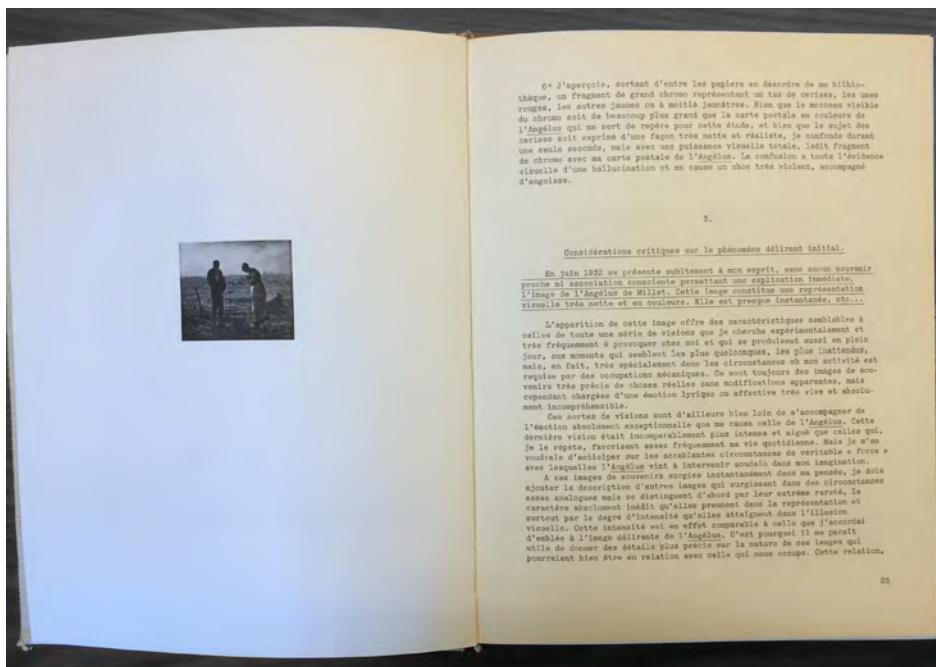 6° J'aperçois, sortant d'entre les papiers en désordre de ma biblio-
thèque, un fragment de grand chromo représentant un tas de cerises, les unes
rouges, les autres jaunes ou à moitié jaunâtres. Bien que le morceau visible
du chromo soit de beaucoup plus grand que la carte postale en couleurs de
l'Angélus qui me sert de repère pour cette étude, et bien que le sujet des
cerises soit exprimé d'une façon très nette et réaliste, je confonds durant
une seule seconde, mais avec une puissance visuelle totale, ledit fragment
de chromo avec ma carte postale de l'Angélus. La confusion a toute l'évidence
visuelle d'une hallucination et me cause un choc très violent, accompagné
d'angoisse.
3.
Considérations critiques sur le phénomène délirant initial.
En juin 1932 se présente subitement à mon esprit, sans aucun souvenir
proche ni association consciente permettant une explication immédiate,
l'image de l'Angélus de Millet. Cette image constitue une représentation
visuelle très nette et en couleurs. Elle est presque instantanée, etc...
L'apparition de cette image offre des caractéristiques semblables à
celles de toute une série de visions que je cherche expérimentalement et
très fréquemment à provoquer chez moi et qui se produisent aussi en plein
jour, aux moments qui semblent les plus quelconques, les plus inattendus,
mais, en fait, très spécialement dans les circonstances où mon activité est
requise par des occupations mécaniques. Ce sont toujours des images de sou-
venirs très précis de choses réelles sans modifications apparentes, mais
cependant chargées d'une émotion lyrique ou affective très vive et absolu-
ment incompréhensible.
Ces sortes de visions sont d'ailleurs bien loin de s'accompagner de
l'émotion absolument exceptionnelle que me cause celle de l'Angélus. Cette
dernière vision était incomparablement plus intense et aiguë que celles qui,
je le répète, favorisent assez fréquemment ma vie quotidienne. Mais je m'en
voudrais d'anticiper sur les accablantes circonstances de véritable « force »
avec lesquelles l'Angélus vint à intervenir soudain dans mon imagination.
A ces images de souvenirs surgies instantanément dans ma pensée, je dois
ajouter la description d'autres images qui surgissent dans des circonstances
assez analogues mais se distinguent d'abord par leur extrême rareté, le
caractère absolument inédit qu'elles prennent dans la représentation et
surtout par le degré d'intensité qu'elles atteignent dans l'illusion
visuelle. Cette intensité est en effet comparable à celle que j'accordai
d'emblée à l'image délirante de l'Angélus. C'est pourquoi il me paraît
utile de donner des détails plus précis sur la nature de ces images qui
pourraient bien être en relation avec celle qui nous occupe. Cette relation,
25